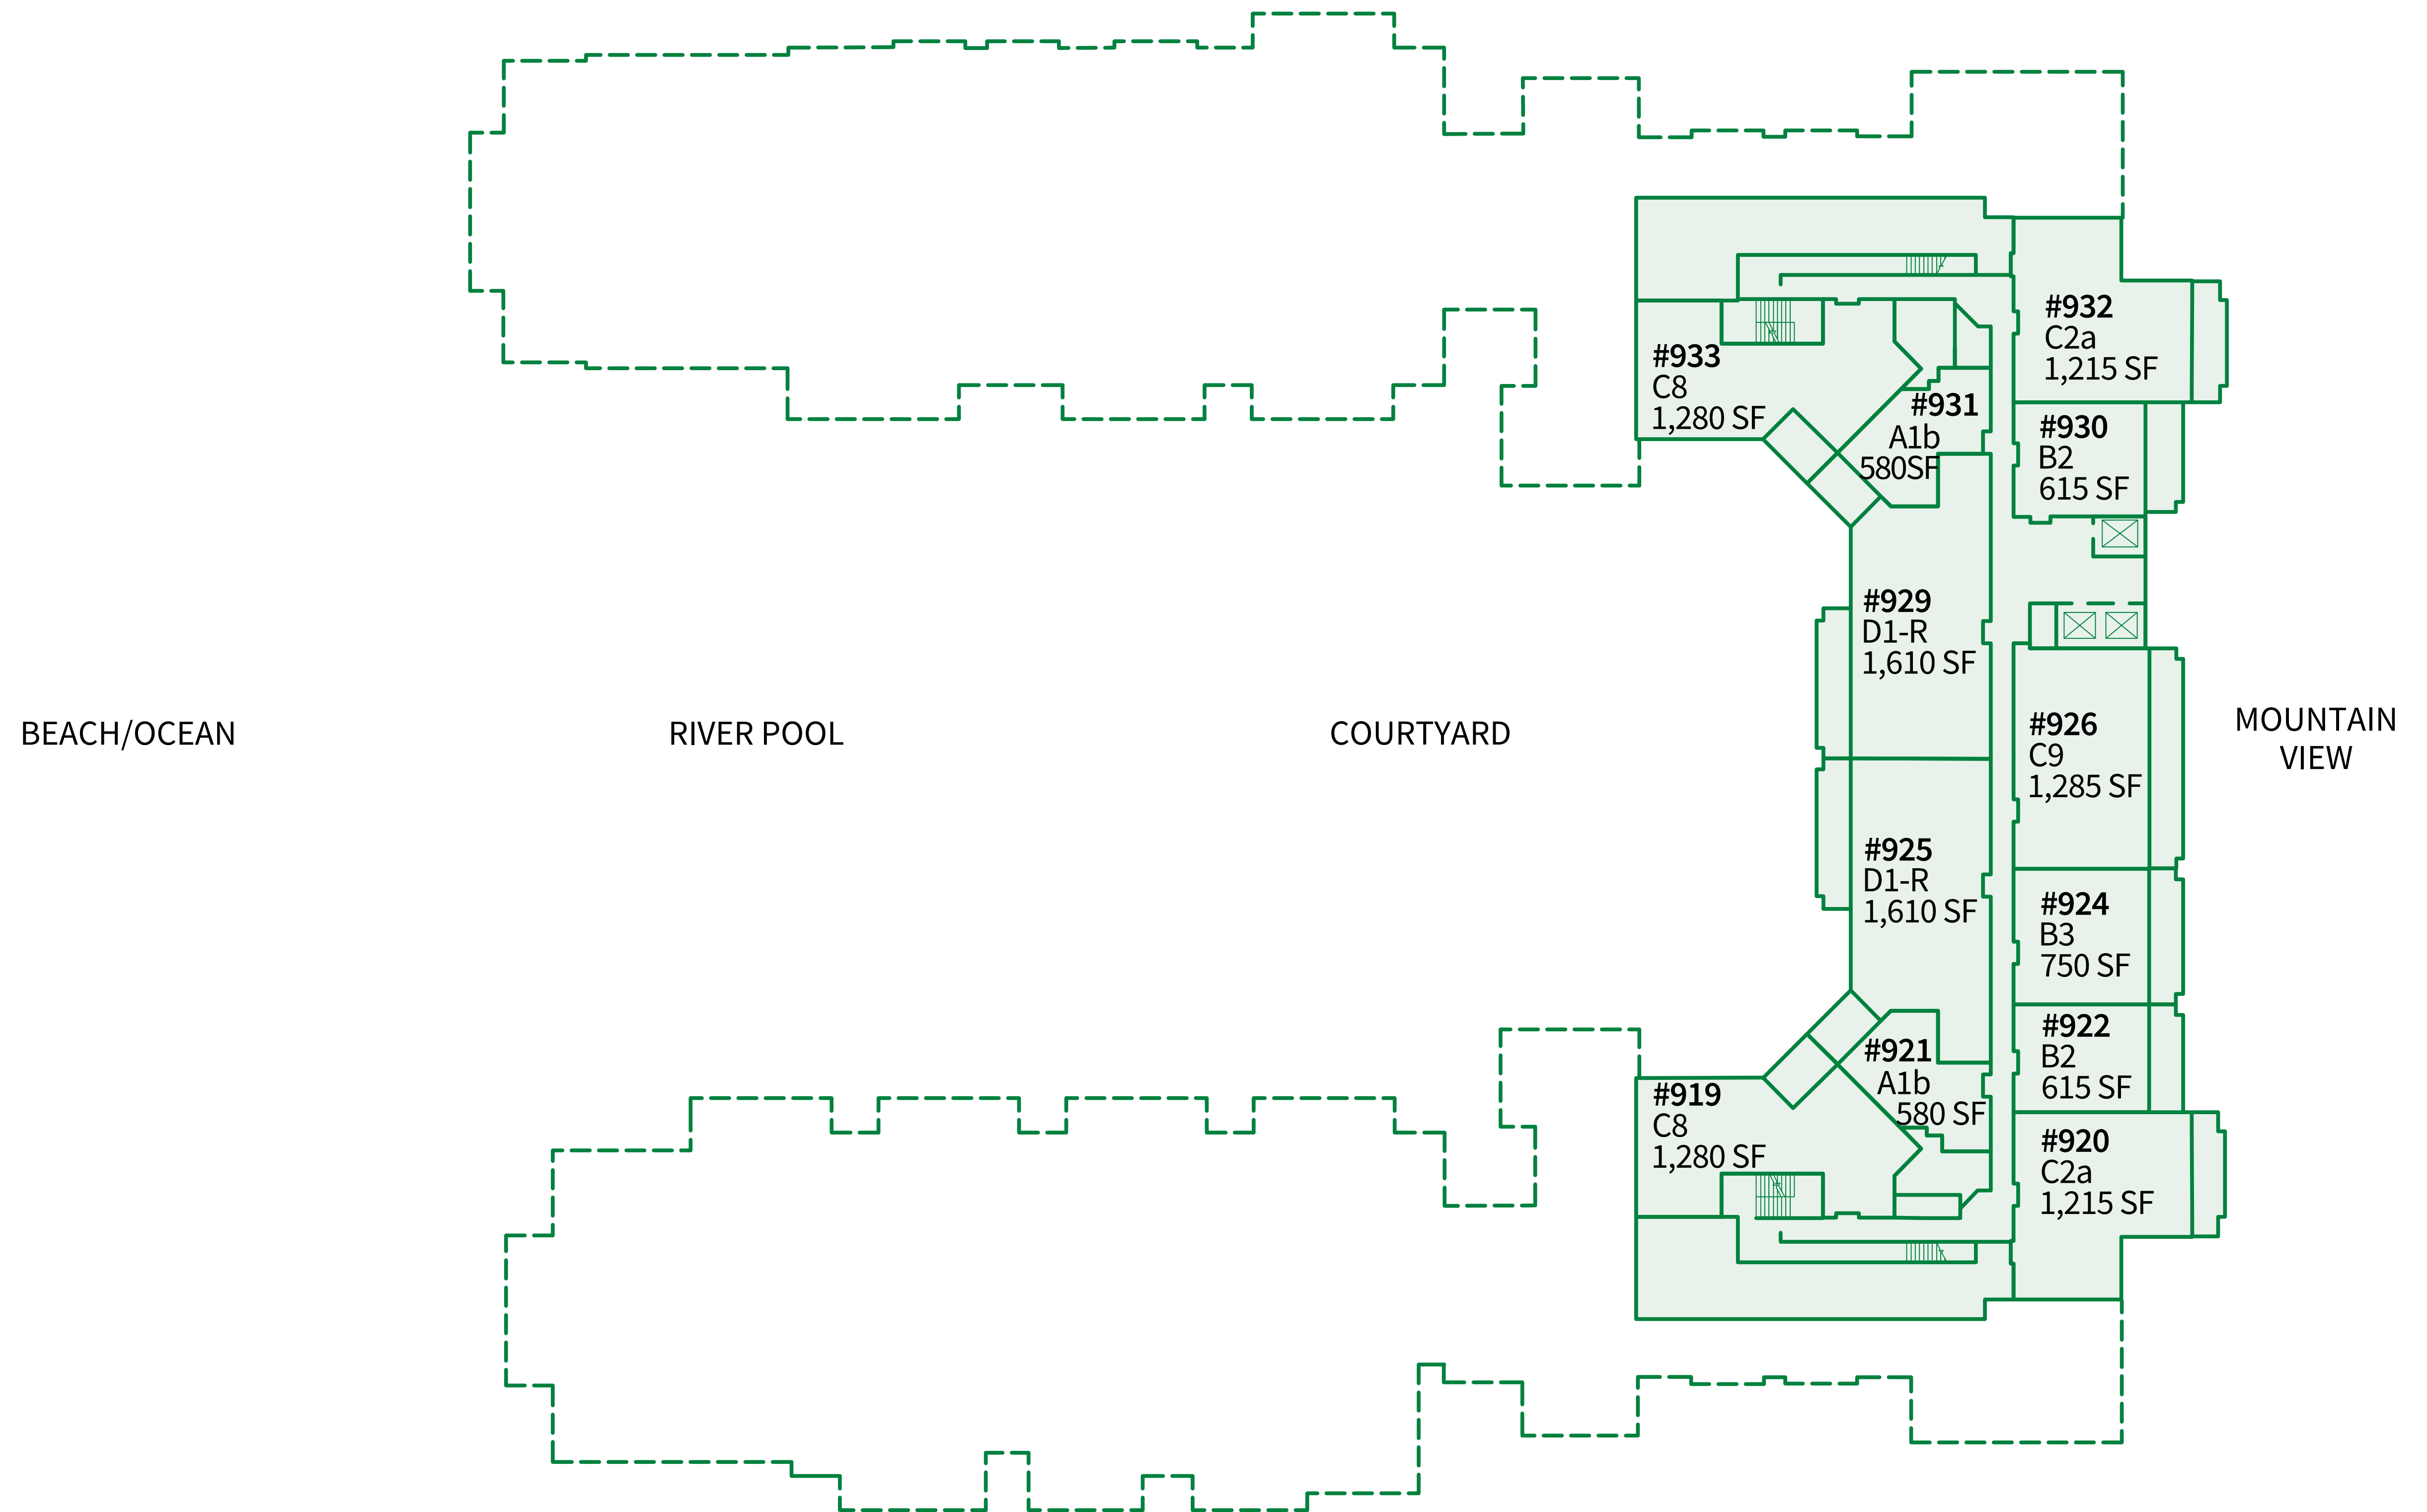 #932
C2a
1,215 SF
#933
C8
1,280 SF
#931
A1b
580SF
#930
B2
615 SF
#929
D1-R
1,610 SF
BEACH/OCEAN
RIVER POOL
COURTYARD
#926
C9
1,285 SF
MOUNTAIN
VIEW
#925
D1-R
1,610 SF
#924
B3
750 SF
#922
B2
615 SF
#921
A1b
580 SF
#919
C8
1,280 SF
#920
C2a
1,215 SF